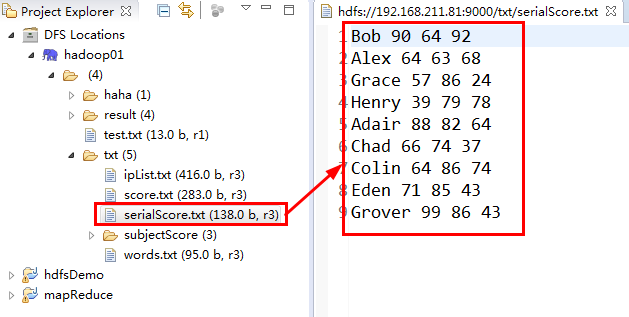 Project Explorer
DFS Locations
hadoop01
(4)
haha (1)
result (4)
test.txt (13.0 b, r1)
txt (5)
ipList.txt (416.0 b, r3)
score.txt (283.0 b, r3)
serialScore.txt (138.0 b, r3)
subjectScore (3)
words.txt (95.0 b, r3)
hdfsDemo
mapReduce
hdfs://192.168.211.81:9000/txt/serialScore.txt
1 Bob 90 64 92
2 Alex 64 63 68
3 Grace 57 86 24
4 Henry 39 79 78
5 Adair 88 82 64
6 Chad 66 74 37
7 Colin 64 86 74
8 Eden 71 85 43
9 Grover 99 86 43